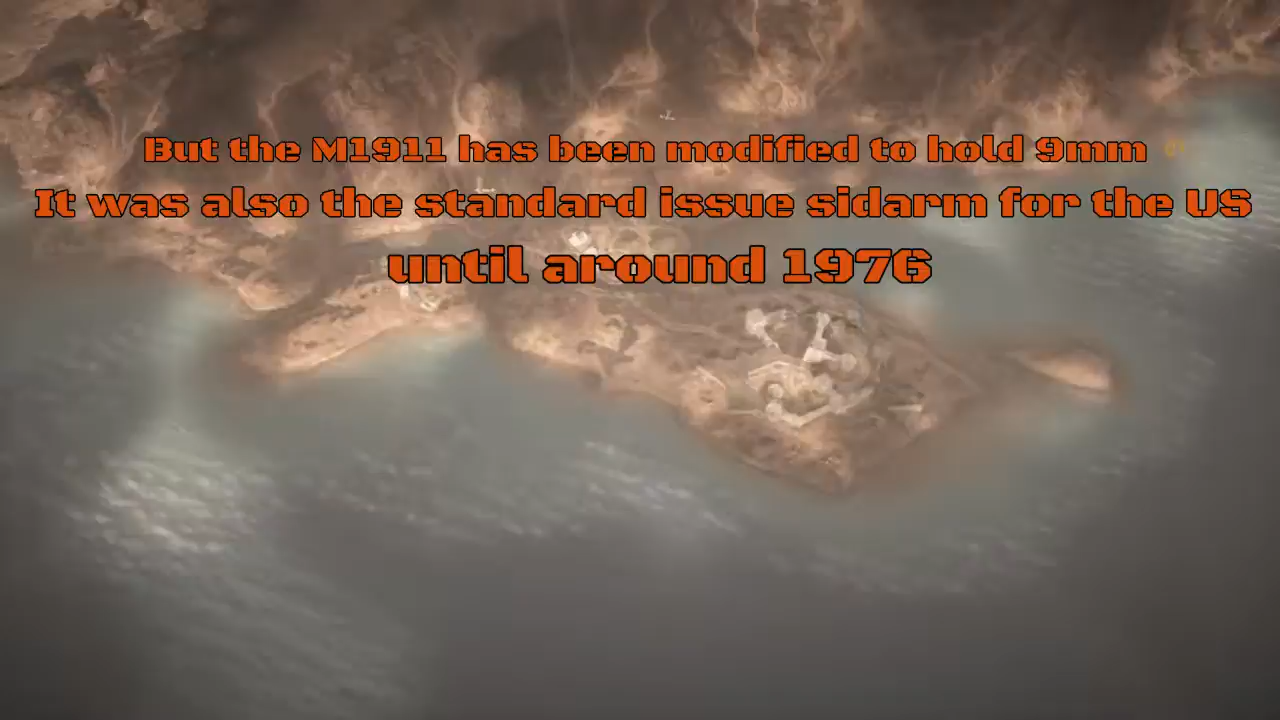 But the M1911 has been modified to hold 9mm
It was also the standard issue sidarm for the US
until around 1976